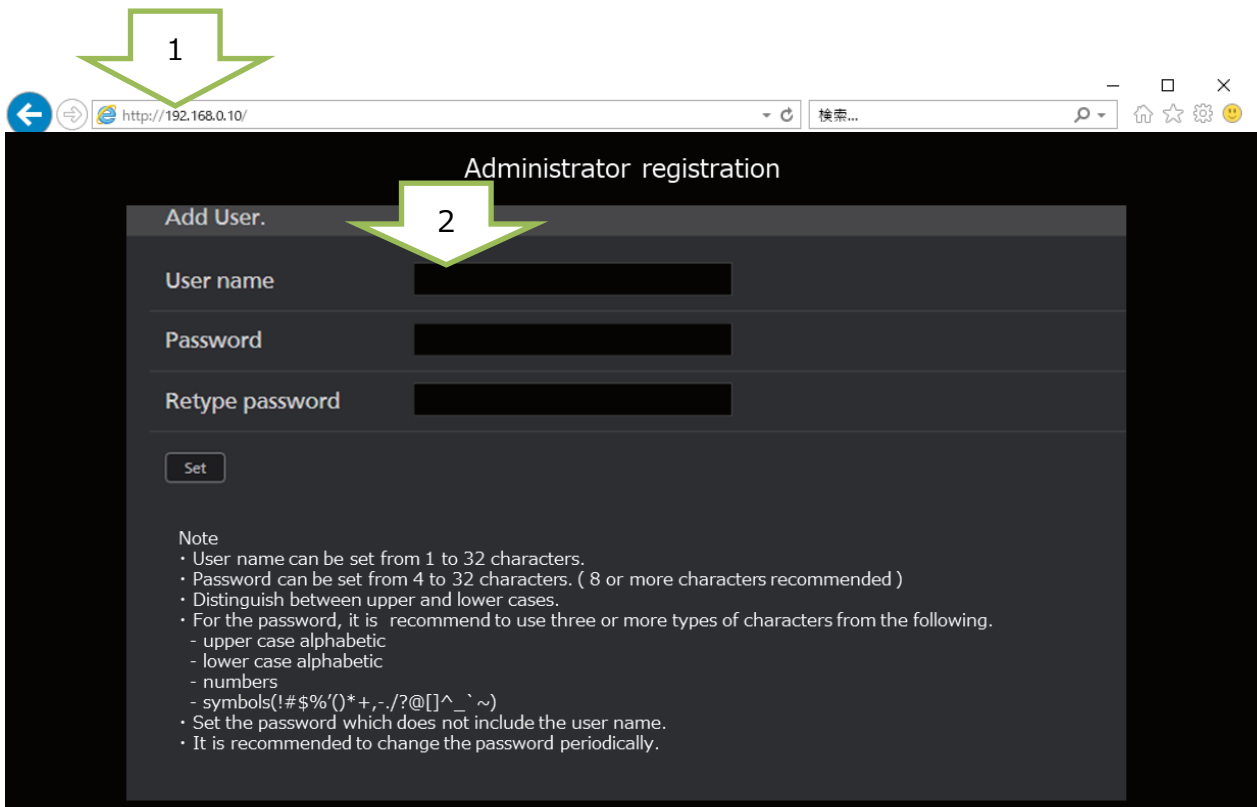 1
http://192.168.0.10/
検索...
Administrator registration
Add User.
2
User name
Password
Retype password
Set
Note
・User name can be set from 1 to 32 characters.
・Password can be set from 4 to 32 characters. ( 8 or more characters recommended )
・Distinguish between upper and lower cases.
・For the password, it is  recommend to use three or more types of characters from the following.
- upper case alphabetic
- lower case alphabetic
- numbers
- symbols(!#$%'()*+,-./?@[]^_`~)
・Set the password which does not include the user name.
・It is recommended to change the password periodically.